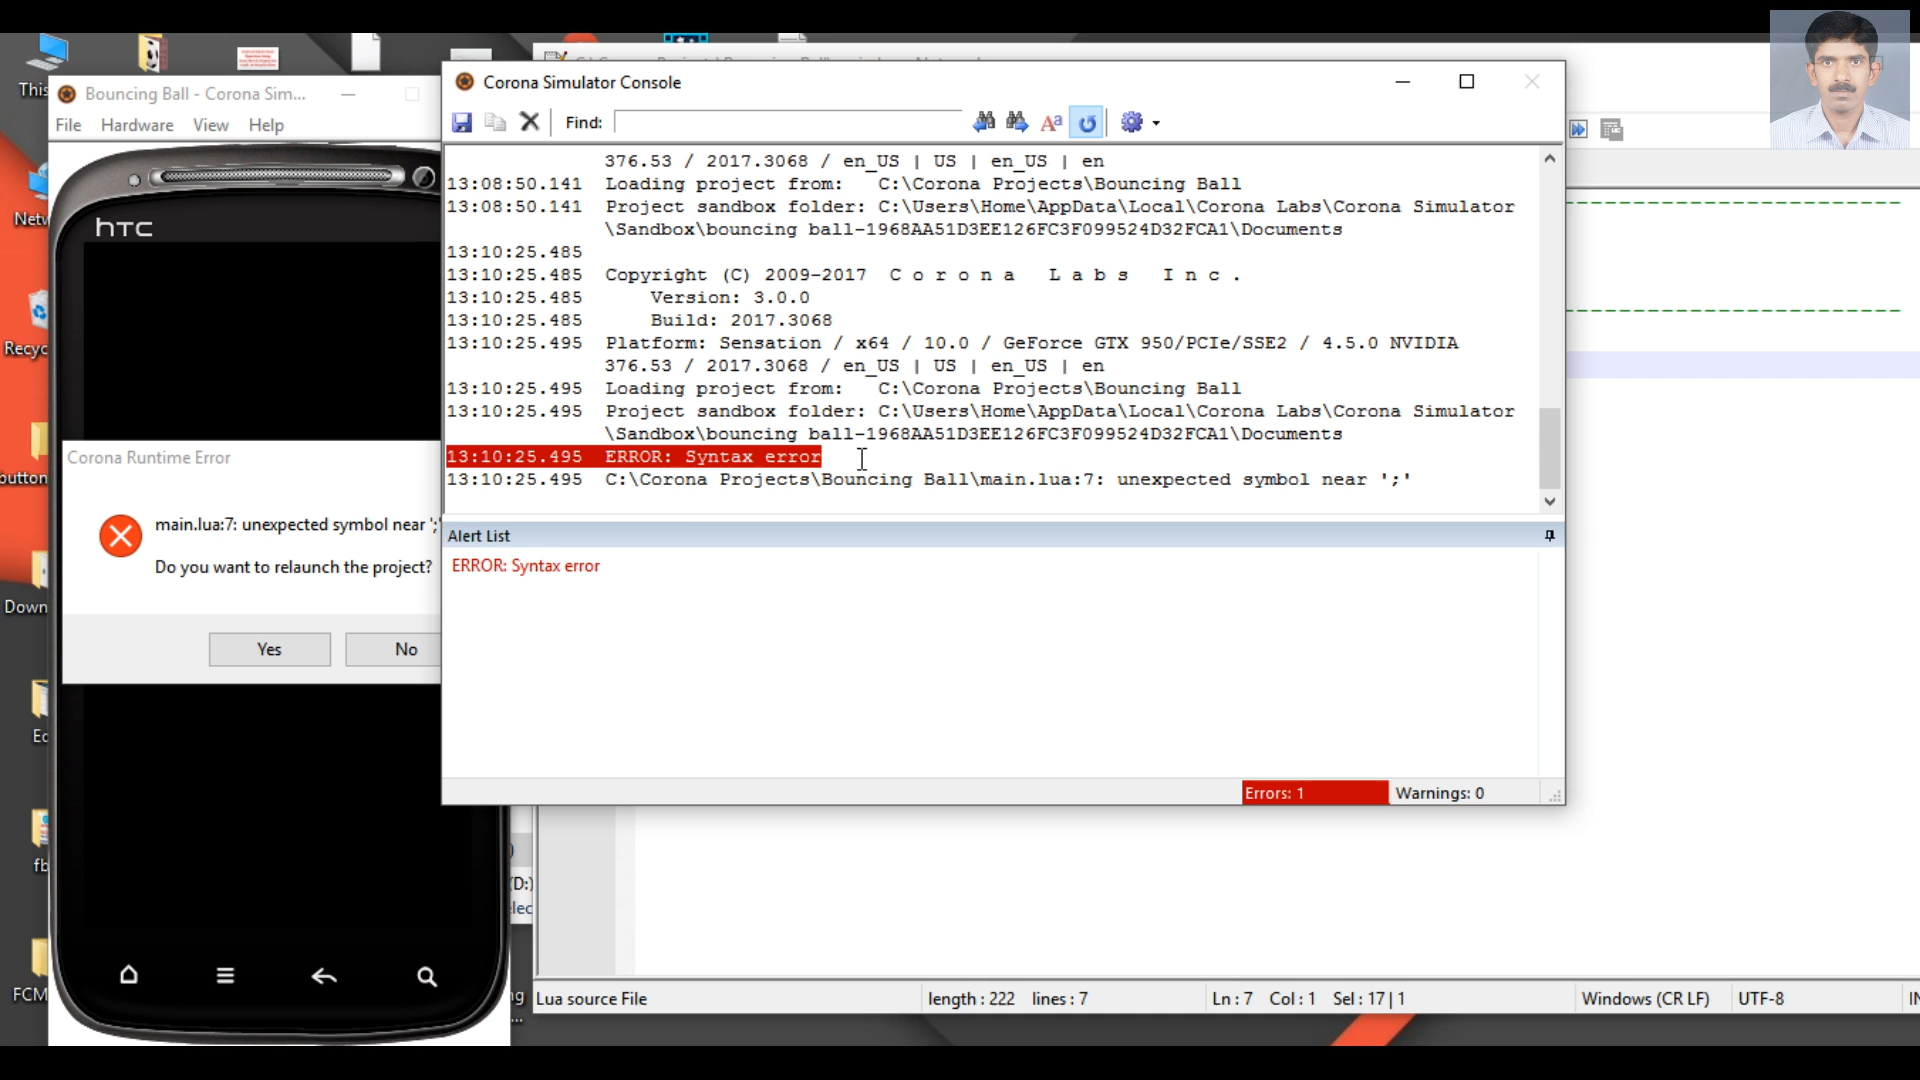 This
Bouncing Ball - Corona Sim...
File Hardware View Help
Corona Simulator Console
Find:
376.53 / 2017.3068 / en_US | US | en_US | en
13:08:50.141 Loading project from: C:\Corona Projects\Bouncing Ball
13:08:50.141 Project sandbox folder: C:\Users\Home\AppData\Local\Corona Labs\Corona Simulator
\Sandbox\bouncing ball-1968AA51D3EE126FC3F099524D32FCA1\Documents
13:10:25.485
13:10:25.485 Copyright (C) 2009-2017 C o r o n a L a b s I n c .
13:10:25.485 Version: 3.0.0
13:10:25.485 Build: 2017.3068
13:10:25.495 Platform: Sensation / x64 / 10.0 / GeForce GTX 950/PCIe/SSE2 / 4.5.0 NVIDIA
376.53 / 2017.3068 / en_US | US | en_US | en
13:10:25.495 Loading project from: C:\Corona Projects\Bouncing Ball
13:10:25.495 Project sandbox folder: C:\Users\Home\AppData\Local\Corona Labs\Corona Simulator
\Sandbox\bouncing ball-1968AA51D3EE126FC3F099524D32FCA1\Documents
13:10:25.495 ERROR: Syntax error
13:10:25.495 C:\Corona Projects\Bouncing Ball\main.lua:7: unexpected symbol near ';'
Alert List
ERROR: Syntax error
Errors: 1
Warnings: 0
htc
Netw
Recyc
button
Down
Ec
fb
FCM
Corona Runtime Error
main.lua:7: unexpected symbol near ';'
Do you want to relaunch the project?
Yes
No
(D:)
elec
ng
Lua source File
length : 222 lines : 7
Ln : 7 Col : 1 Sel : 17 | 1
Windows (CR LF)
UTF-8
IN